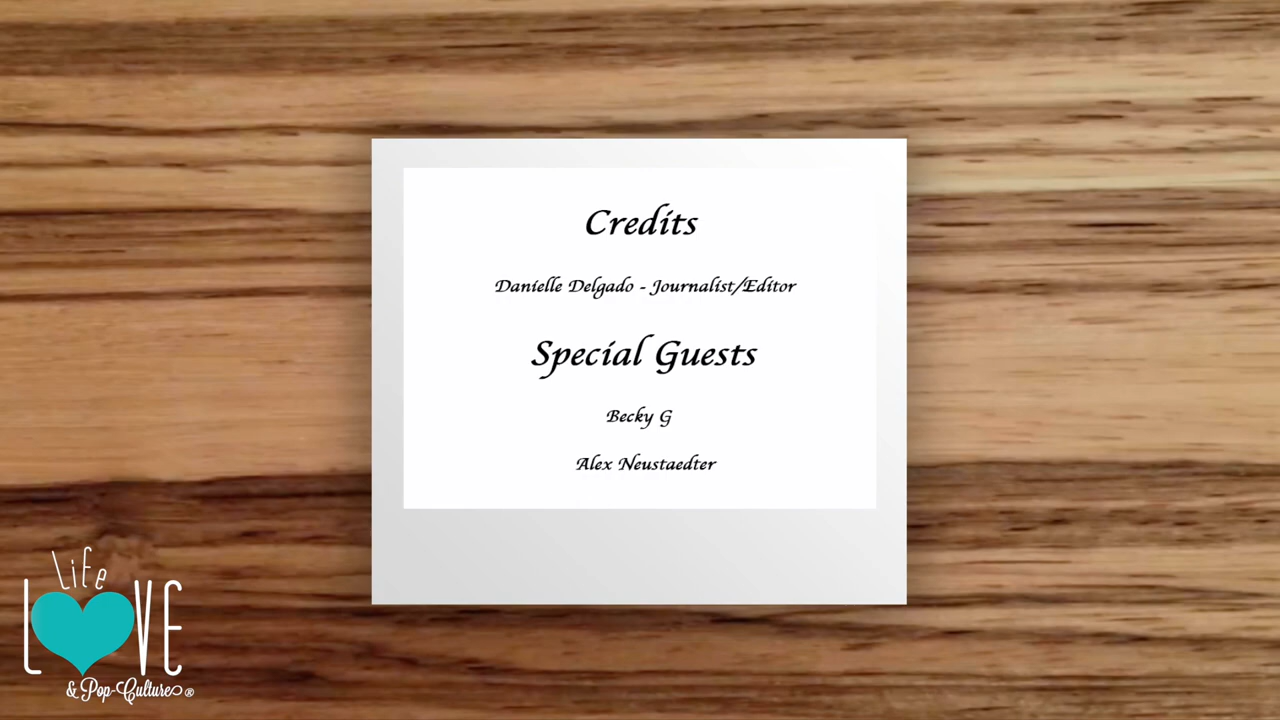 Credits
Danielle Delgado - Journalist/Editor
Special Guests
Becky G
Alex Neustaedter
Life
LOVE
& Pop-Culture®